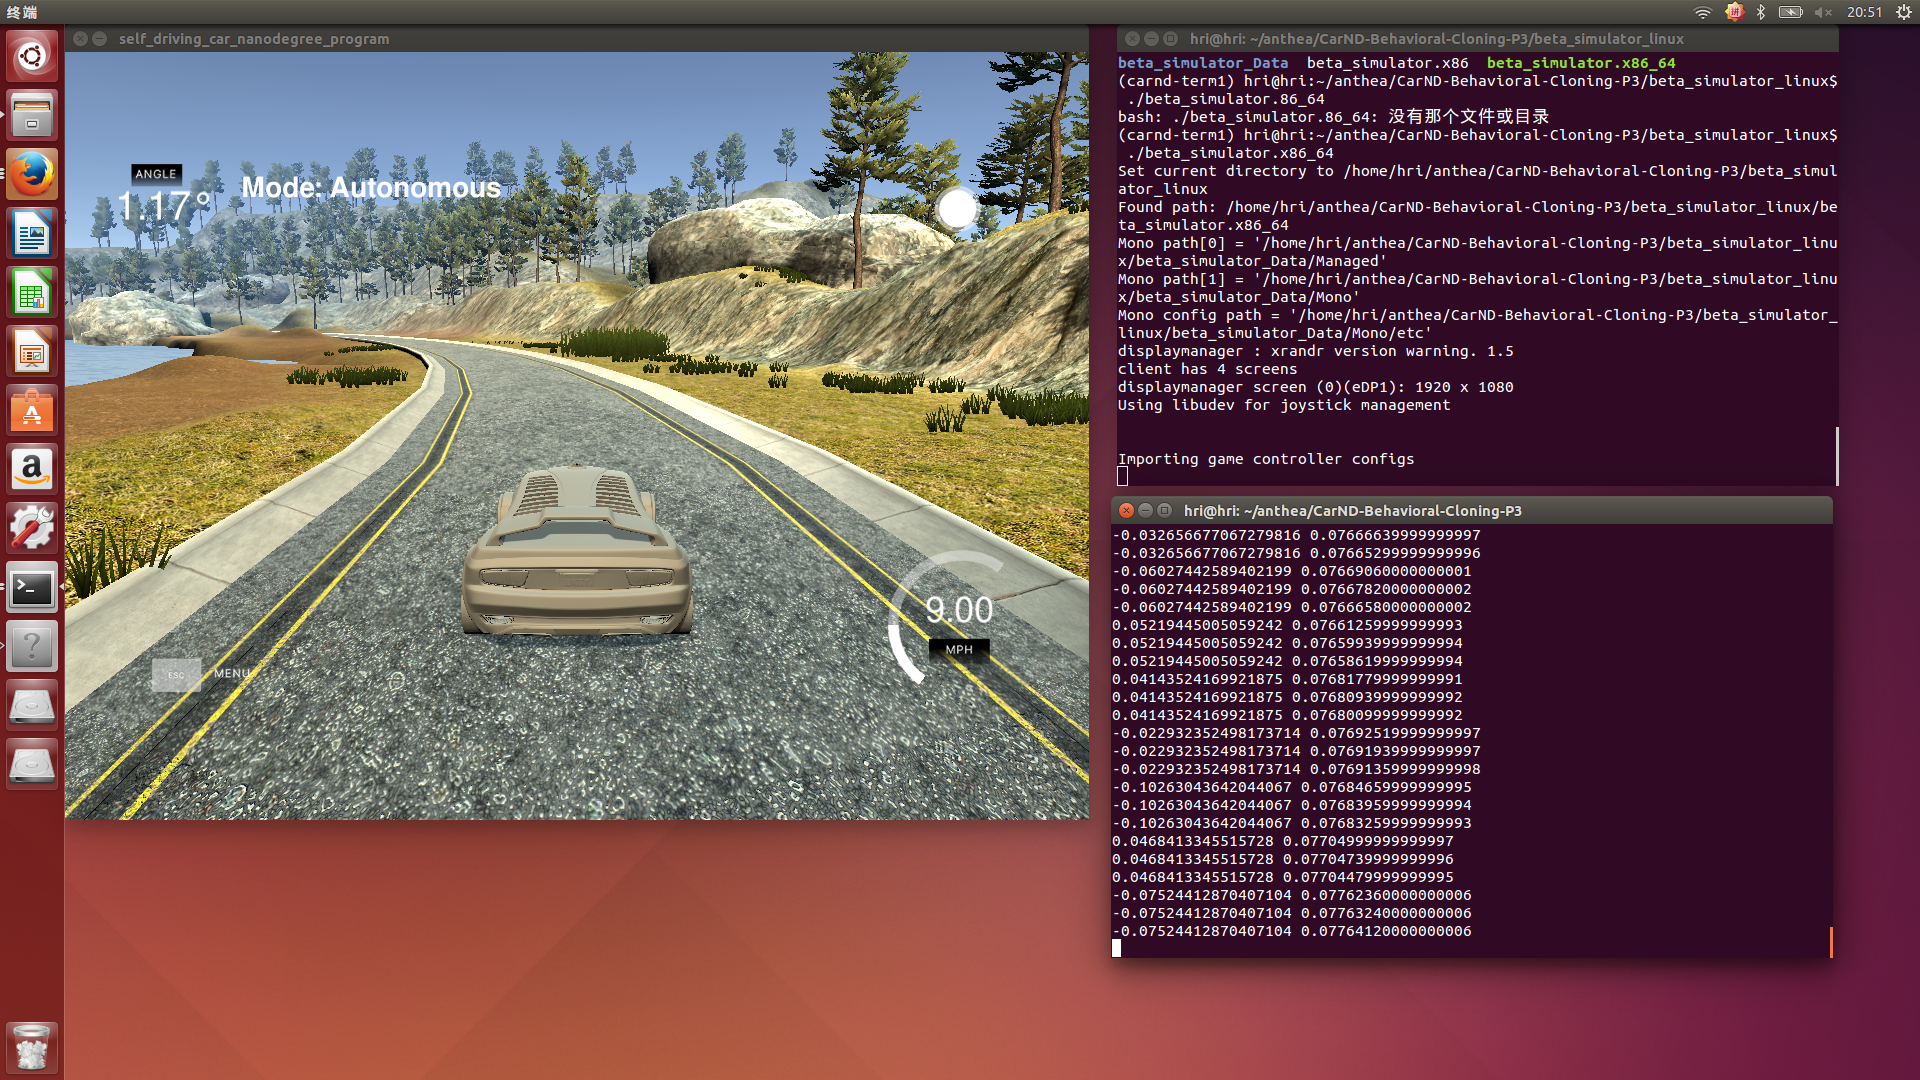 终端
20:51
self_driving_car_nanodegree_program
ANGLE
1.17°
Mode: Autonomous
9.00
MPH
ESC
MENU
hri@hri: ~/anthea/CarND-Behavioral-Cloning-P3/beta_simulator_linux
beta_simulator_Data beta_simulator.x86 beta_simulator.x86_64
(carnd-term1) hri@hri:~/anthea/CarND-Behavioral-Cloning-P3/beta_simulator_linux$
./beta_simulator.86_64
bash: ./beta_simulator.86_64: 没有那个文件或目录
(carnd-term1) hri@hri:~/anthea/CarND-Behavioral-Cloning-P3/beta_simulator_linux$
./beta_simulator.x86_64
Set current directory to /home/hri/anthea/CarND-Behavioral-Cloning-P3/beta_simul
ator_linux
Found path: /home/hri/anthea/CarND-Behavioral-Cloning-P3/beta_simulator_linux/be
ta_simulator.x86_64
Mono path[0] = '/home/hri/anthea/CarND-Behavioral-Cloning-P3/beta_simulator_linu
x/beta_simulator_Data/Managed'
Mono path[1] = '/home/hri/anthea/CarND-Behavioral-Cloning-P3/beta_simulator_linu
x/beta_simulator_Data/Mono'
Mono config path = '/home/hri/anthea/CarND-Behavioral-Cloning-P3/beta_simulator_
linux/beta_simulator_Data/Mono/etc'
displaymanager : xrandr version warning. 1.5
client has 4 screens
displaymanager screen (0)(eDP1): 1920 x 1080
Using libudev for joystick management
Importing game controller configs
hri@hri: ~/anthea/CarND-Behavioral-Cloning-P3
-0.032656677067279816 0.07666639999999997
-0.032656677067279816 0.07665299999999996
-0.06027442589402199 0.07669060000000001
-0.06027442589402199 0.07667820000000002
-0.06027442589402199 0.07666580000000002
0.05219445005059242 0.07661259999999993
0.05219445005059242 0.07659939999999994
0.05219445005059242 0.07658619999999994
0.04143524169921875 0.07681779999999991
0.04143524169921875 0.07680939999999992
0.04143524169921875 0.07680099999999992
-0.022932352498173714 0.07692519999999997
-0.022932352498173714 0.07691939999999997
-0.022932352498173714 0.07691359999999998
-0.10263043642044067 0.07684659999999995
-0.10263043642044067 0.07683959999999994
-0.10263043642044067 0.07683259999999993
0.0468413345515728 0.07704999999999997
0.0468413345515728 0.07704739999999996
0.0468413345515728 0.07704479999999995
-0.07524412870407104 0.07762360000000006
-0.07524412870407104 0.07763240000000006
-0.07524412870407104 0.07764120000000006